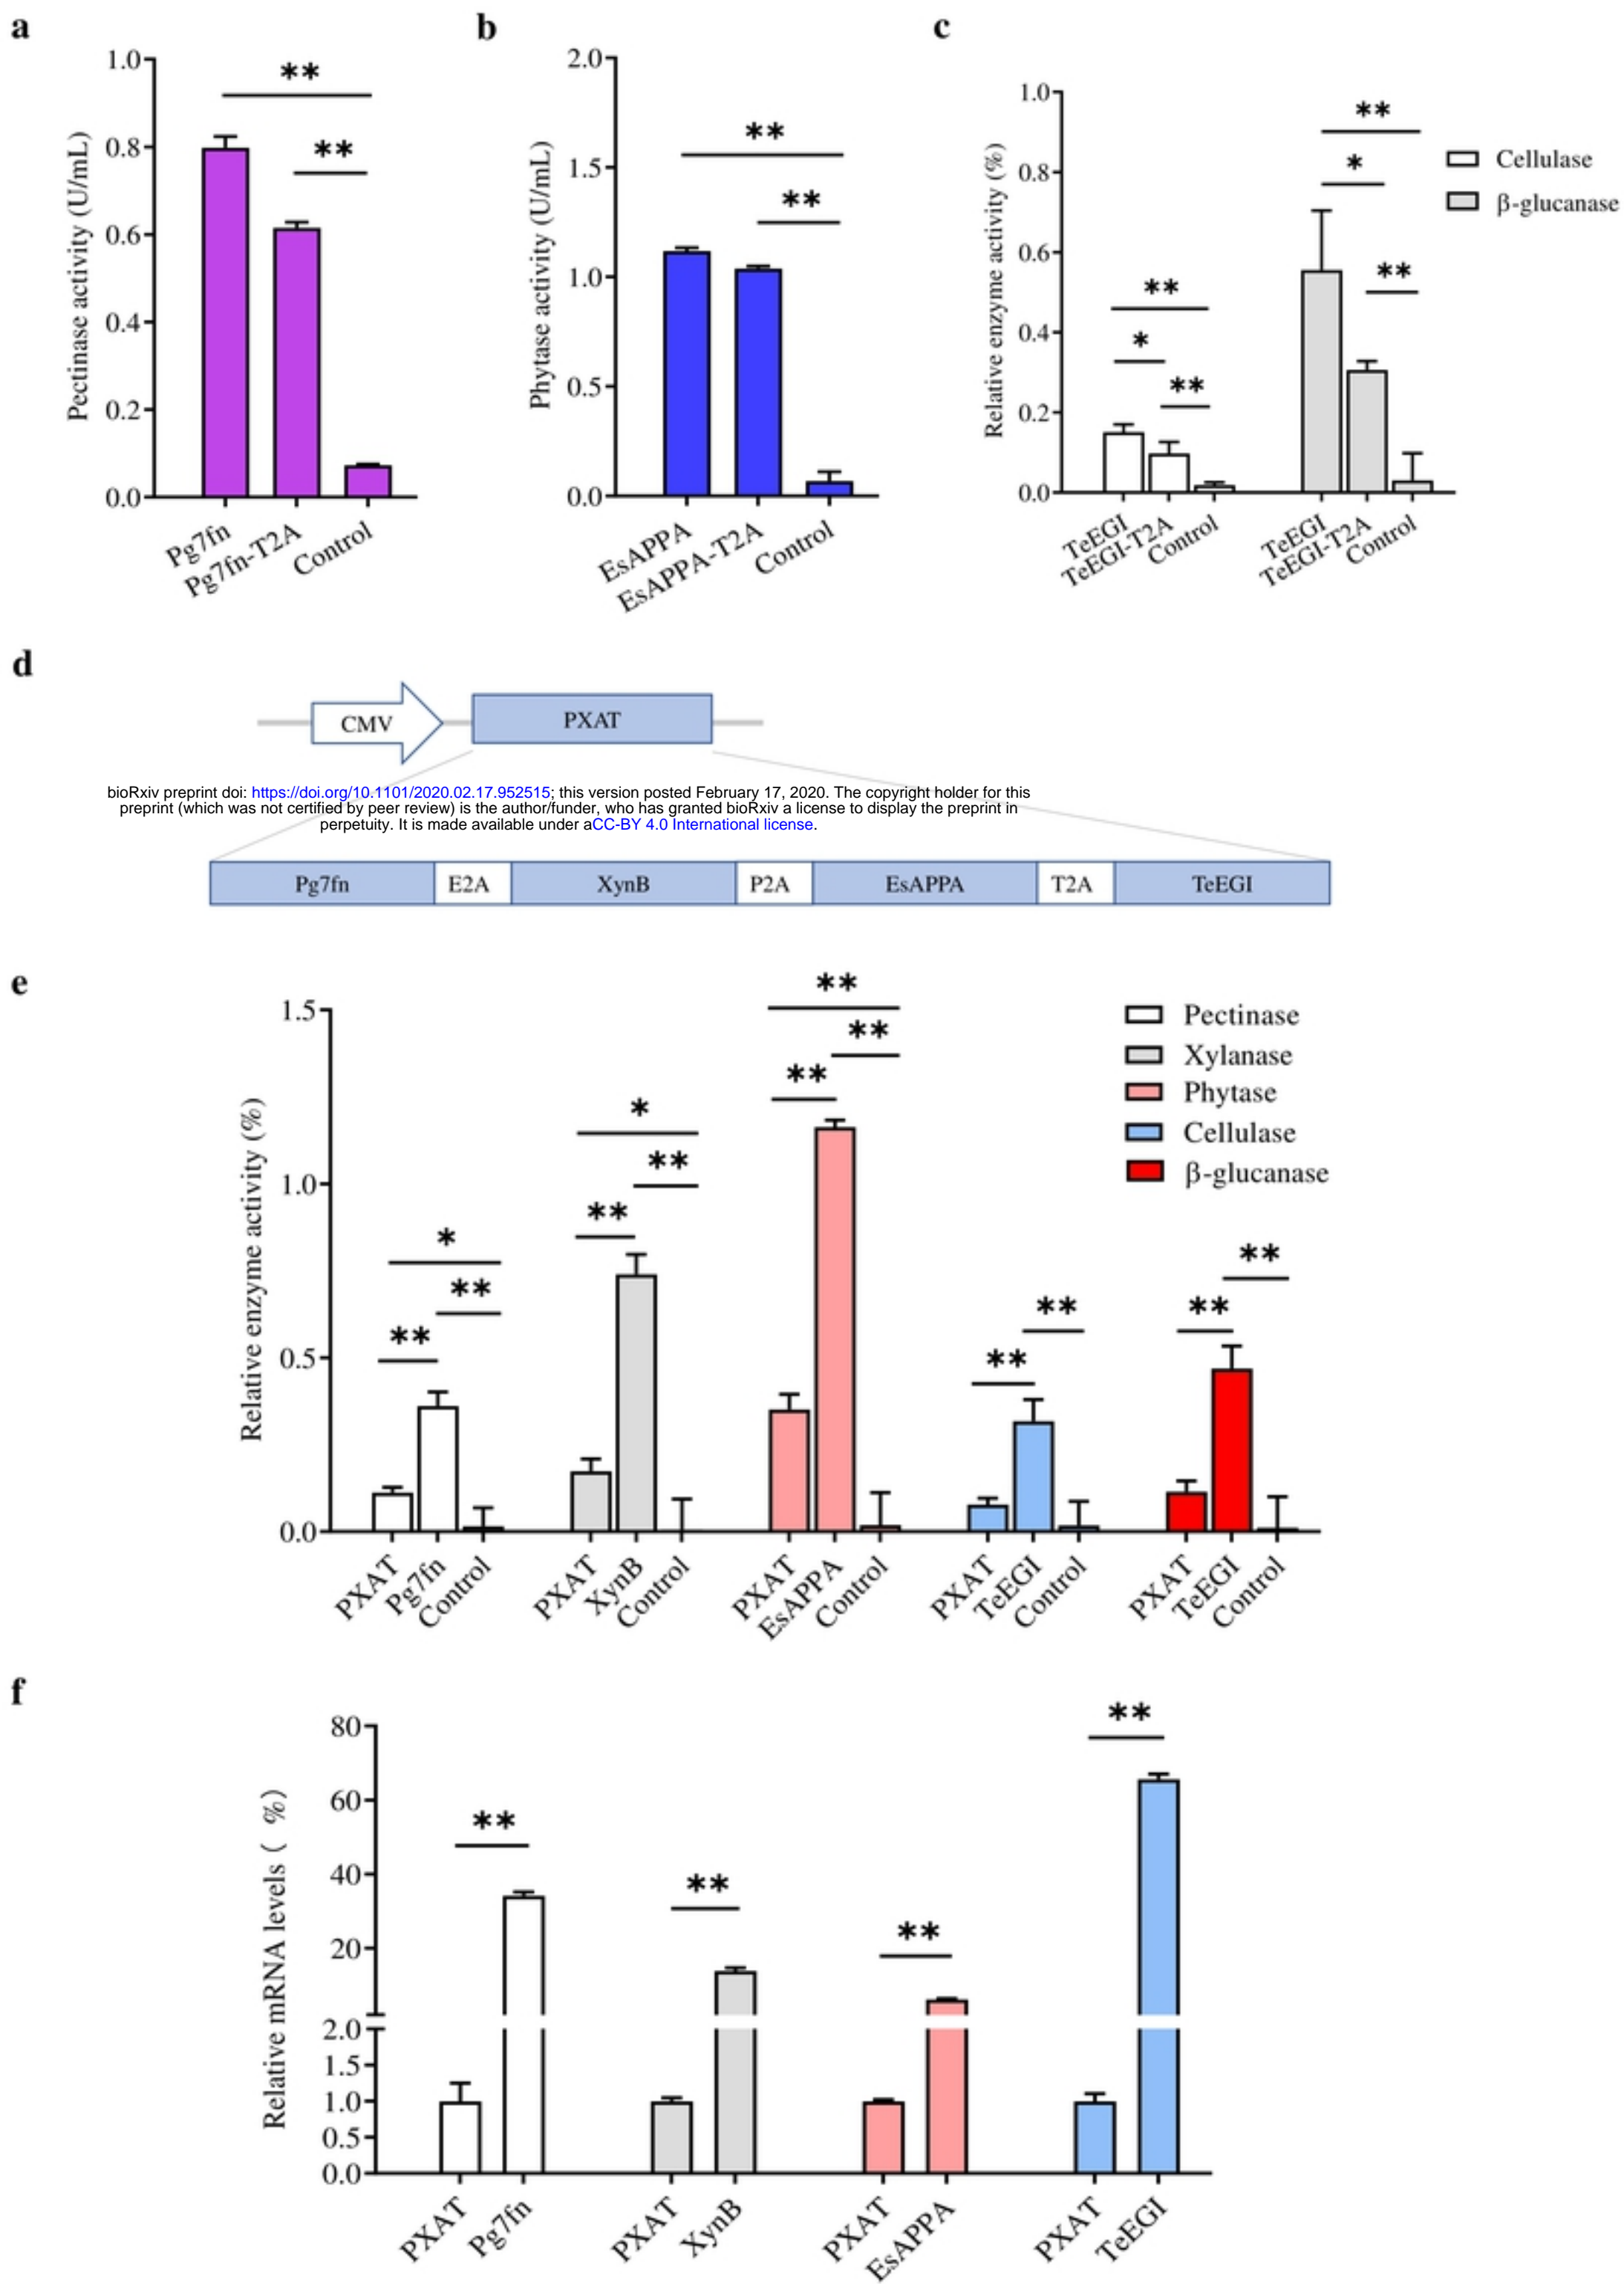 a
**
**
Pectinase activity (U/mL)
1.0
0.8
0.6
0.4
0.2
0.0
Pg7fn
Pg7fn-T2A
Control
b
**
**
Phytase activity (U/mL)
2.0
1.5
1.0
0.5
0.0
EsAPPA
EsAPPA-T2A
Control
c
**
*
**
**
*
**
Relative enzyme activity (%)
1.0
0.8
0.6
0.4
0.2
0.0
TeEGI
TeEGI-T2A
Control
TeEGI
TeEGI-T2A
Control
Cellulase
β-glucanase
d
CMV
PXAT
bioRxiv preprint doi: https://doi.org/10.1101/2020.02.17.952515; this version posted February 17, 2020. The copyright holder for this
preprint (which was not certified by peer review) is the author/funder, who has granted bioRxiv a license to display the preprint in
perpetuity. It is made available under aCC-BY 4.0 International license.
Pg7fn E2A XynB P2A EsAPPA T2A TeEGI
e
Relative enzyme activity (%)
1.5
1.0
0.5
0.0
*
**
**
*
**
**
**
**
**
**
**
**
**
Pectinase
Xylanase
Phytase
Cellulase
β-glucanase
PXAT
Pg7fn
Control
PXAT
XynB
Control
PXAT
EsAPPA
Control
PXAT
TeEGI
Control
PXAT
TeEGI
Control
f
Relative mRNA levels ( %)
80
60
40
20
2.0
1.5
1.0
0.5
0.0
**
**
**
**
PXAT
Pg7fn
PXAT
XynB
PXAT
EsAPPA
PXAT
TeEGI